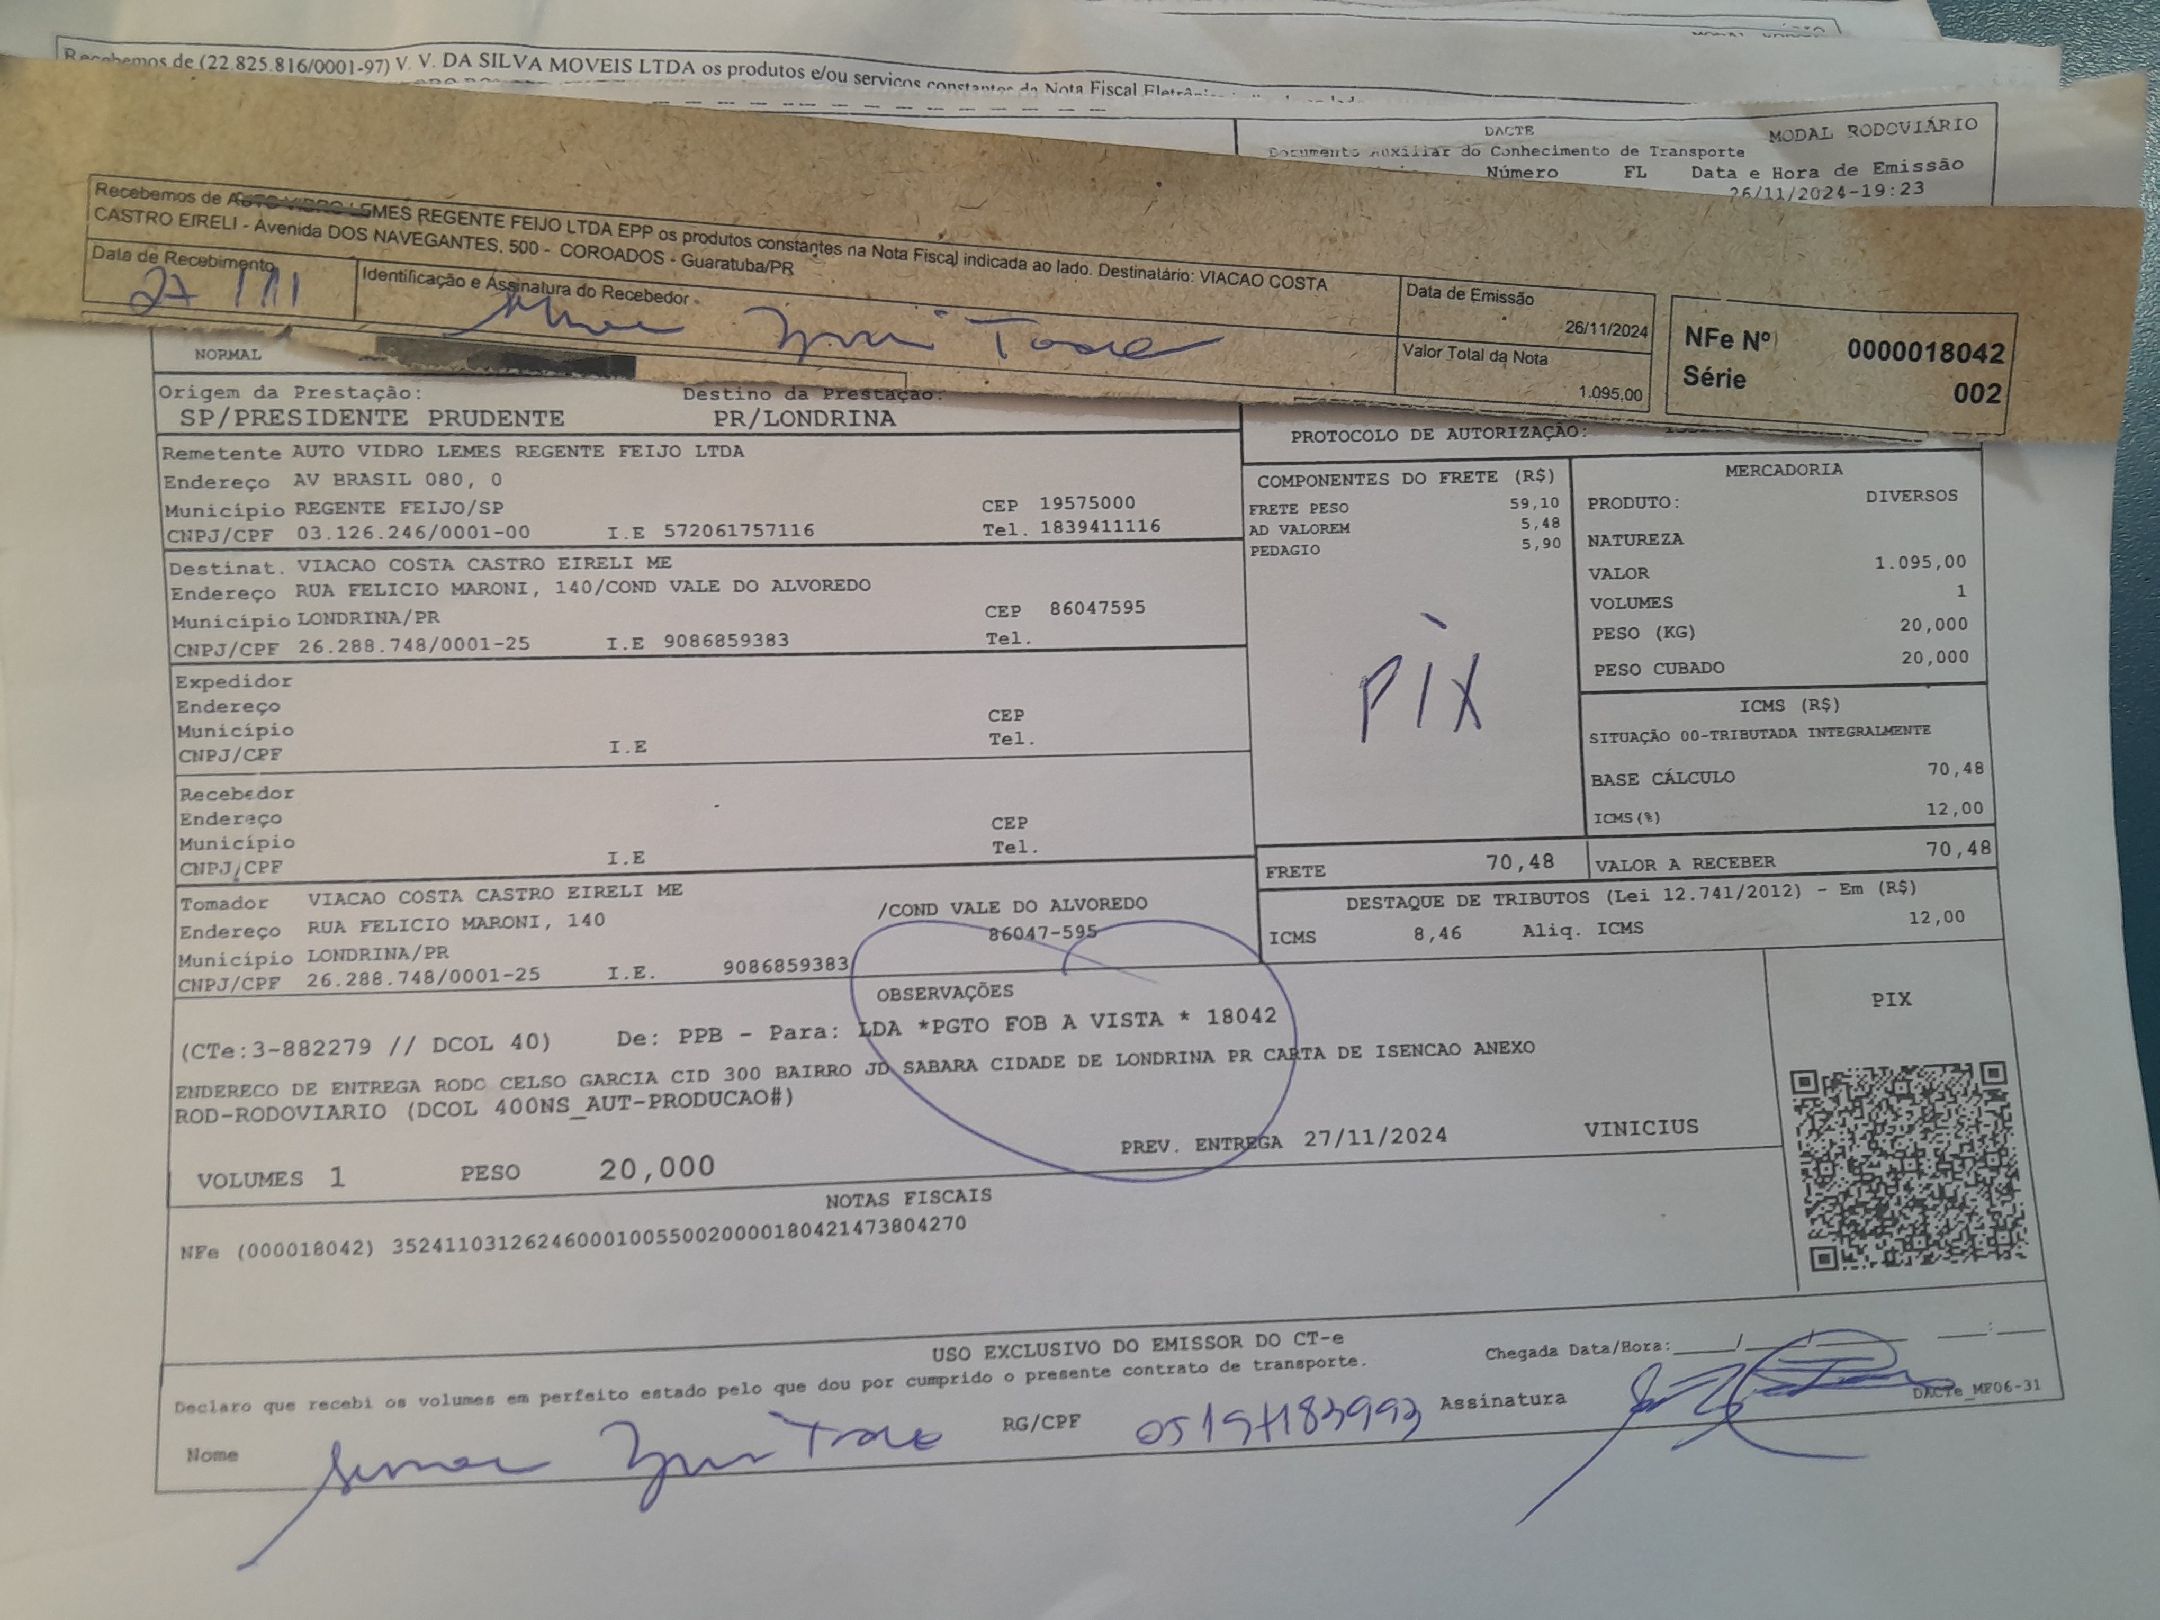 Recebemos de (22.825.816/0001-97) V. V. DA SILVA MOVEIS LTDA os produtos e/ou serviços constantes da Nota Fiscal
DACTE
MODAL RODOVIÁRIO
Documento Auxiliar do Conhecimento de Transporte
Número FL Data e Hora de Emissão
26/11/2024-19:23
Recebemos de AUTO VIDRO LEMES REGENTE FEIJO LTDA EPP os produtos constantes na Nota Fiscal indicada ao lado. Destinatário: VIACAO COSTA
CASTRO EIRELI - Avenida DOS NAVEGANTES, 500 - COROADOS - Guaratuba/PR
Data de Recebimento
27 / 11 /
Identificação e Assinatura do Recebedor -
Data de Emissão
26/11/2024
Valor Total da Nota
1.095,00
NFe Nº 0000018042
Série 002
NORMAL
Origem da Prestação: Destino da Prestação:
SP/PRESIDENTE PRUDENTE PR/LONDRINA
Remetente AUTO VIDRO LEMES REGENTE FEIJO LTDA
Endereço AV BRASIL 080, 0
Município REGENTE FEIJO/SP CEP 19575000
CNPJ/CPF 03.126.246/0001-00 I.E 572061757116 Tel. 1839411116
Destinat. VIACAO COSTA CASTRO EIRELI ME
Endereço RUA FELICIO MARONI, 140/COND VALE DO ALVOREDO
Município LONDRINA/PR CEP 86047595
CNPJ/CPF 26.288.748/0001-25 I.E 9086859383 Tel.
Expedidor
Endereço
Município CEP
CNPJ/CPF I.E Tel.
Recebedor
Endereço
Município CEP
CNPJ/CPF I.E Tel.
Tomador VIACAO COSTA CASTRO EIRELI ME
Endereço RUA FELICIO MARONI, 140 /COND VALE DO ALVOREDO
Município LONDRINA/PR 86047-595
CNPJ/CPF 26.288.748/0001-25 I.E. 9086859383
PROTOCOLO DE AUTORIZAÇÃO:
COMPONENTES DO FRETE (R$)
FRETE PESO 59,10
AD VALOREM 5,48
PEDAGIO 5,90
PIX
MERCADORIA
PRODUTO: DIVERSOS
NATUREZA
VALOR 1.095,00
VOLUMES 1
PESO (KG) 20,000
PESO CUBADO 20,000
ICMS (R$)
SITUAÇÃO 00-TRIBUTADA INTEGRALMENTE
BASE CÁLCULO 70,48
ICMS(%) 12,00
FRETE 70,48 VALOR A RECEBER 70,48
DESTAQUE DE TRIBUTOS (Lei 12.741/2012) - Em (R$)
ICMS 8,46 Aliq. ICMS 12,00
OBSERVAÇÕES
(CTe:3-882279 // DCOL 40) De: PPB - Para: LDA *PGTO FOB A VISTA * 18042
ENDERECO DE ENTREGA RODO CELSO GARCIA CID 300 BAIRRO JD SABARA CIDADE DE LONDRINA PR CARTA DE ISENCAO ANEXO
ROD-RODOVIARIO (DCOL 400NS_AUT-PRODUCAO#)
PREV. ENTREGA 27/11/2024 VINICIUS
VOLUMES 1 PESO 20,000
PIX
NOTAS FISCAIS
NFe (000018042) 35241103126246000100550020000180421473804270
USO EXCLUSIVO DO EMISSOR DO CT-e
Declaro que recebi os volumes em perfeito estado pelo que dou por cumprido o presente contrato de transporte.
Chegada Data/Hora:____/____/____ ____:____
Nome
RG/CPF
Assinatura
DACTe_MF06-31